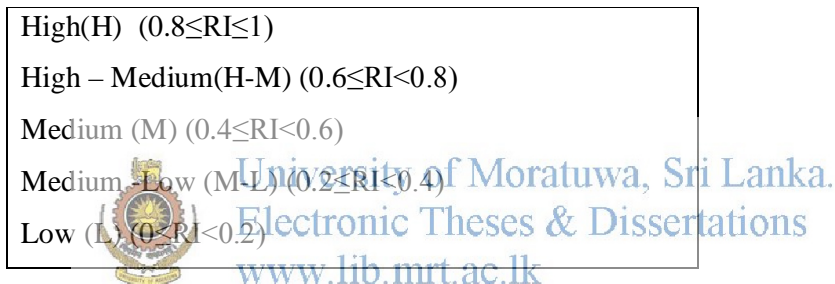 High(H) (0.8≤RI≤1)
High – Medium(H-M) (0.6≤RI<0.8)
Medium (M) (0.4≤RI<0.6)
Medium -Low (M-L) (0.2≤RI<0.4)
Low (L) (0≤RI<0.2)
University of Moratuwa, Sri Lanka.
Electronic Theses & Dissertations
www.lib.mrt.ac.lk